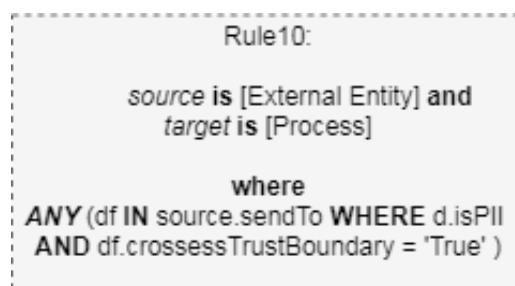 Rule10:
source is [External Entity] and
target is [Process]
where
ANY (df IN source.sendTo WHERE d.isPII
AND df.crossessTrustBoundary = 'True' )